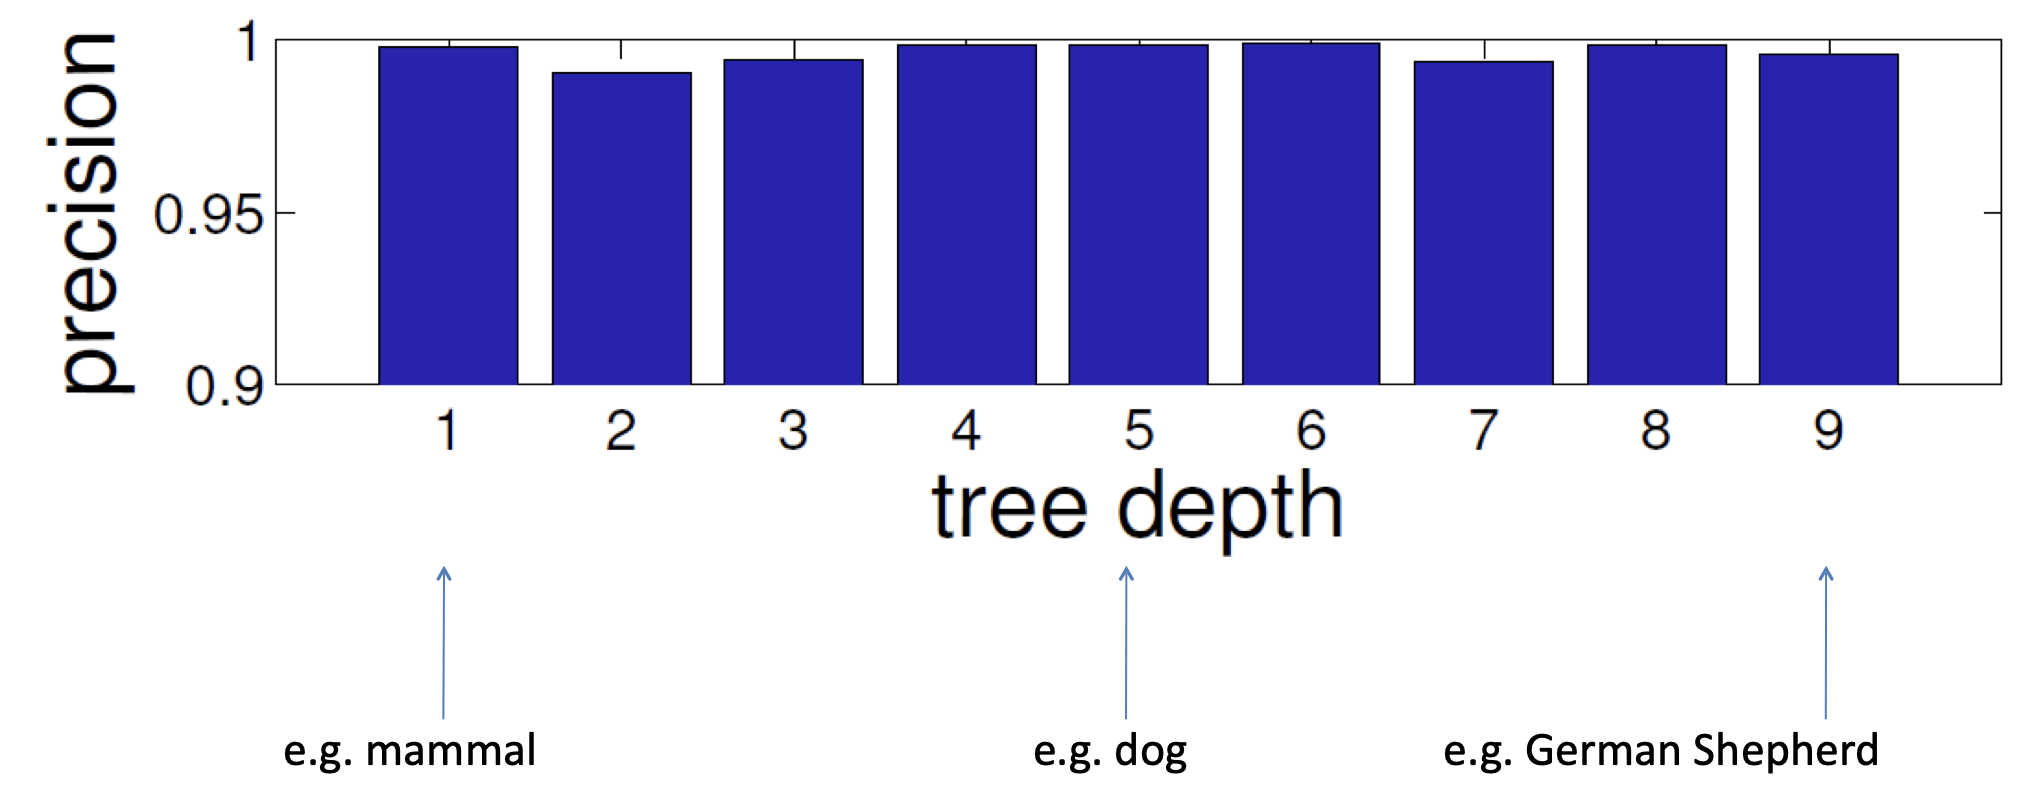 precision
1
0.95
0.9
1 2 3 4 5 6 7 8 9
tree depth
e.g. mammal
e.g. dog
e.g. German Shepherd